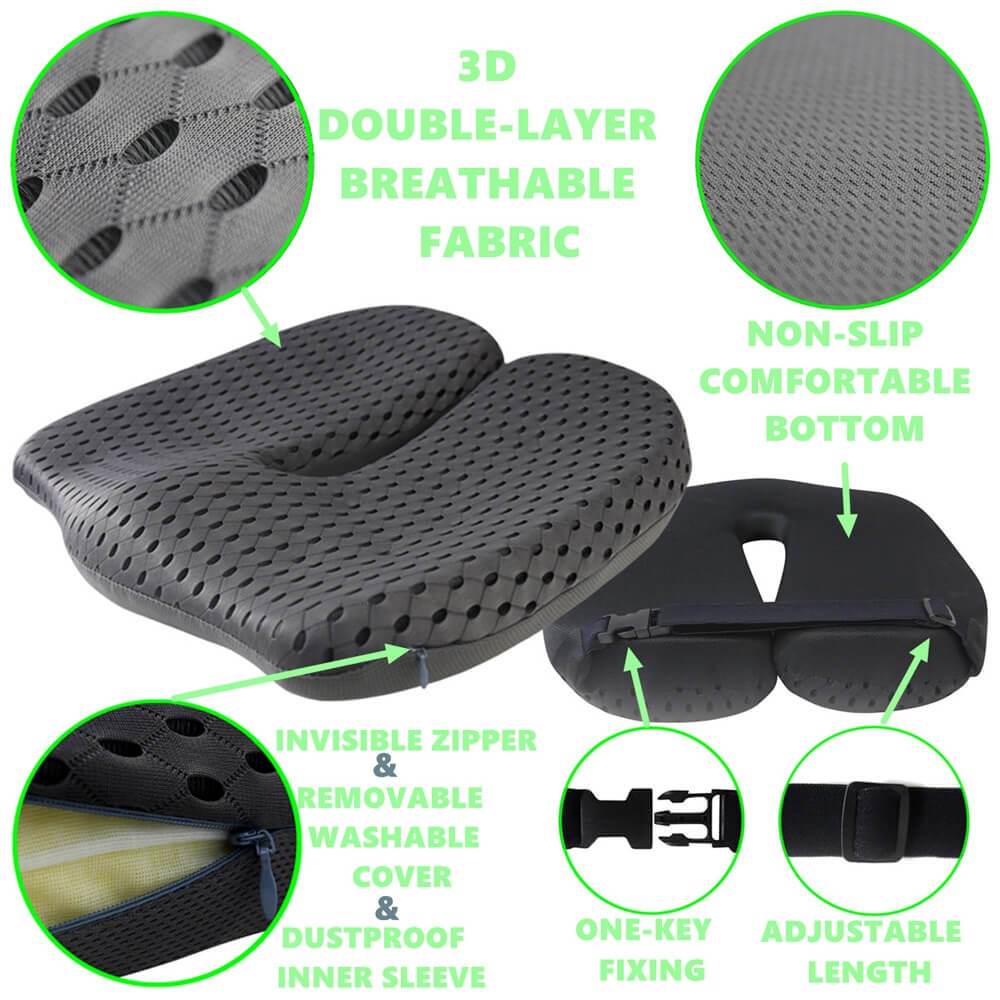 3D
DOUBLE-LAYER
BREATHABLE
FABRIC
NON-SLIP
COMFORTABLE
BOTTOM
INVISIBLE ZIPPER
&
REMOVABLE
WASHABLE
COVER
&
DUSTPROOF
INNER SLEEVE
ONE-KEY
FIXING
ADJUSTABLE
LENGTH